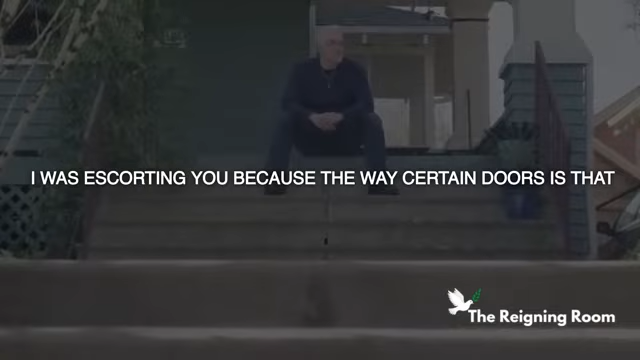 I WAS ESCORTING YOU BECAUSE THE WAY CERTAIN DOORS IS THAT
The Reigning Room